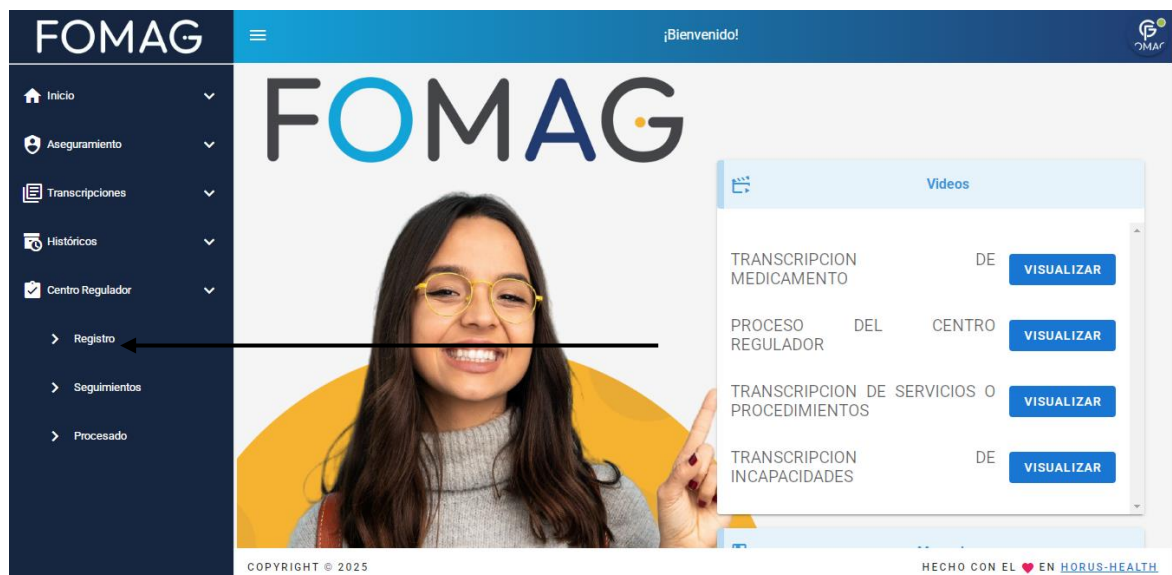 FOMAG
¡Bienvenido!
Inicio
Aseguramiento
Transcripciones
Históricos
Centro Regulador
Registro
Seguimientos
Procesado
FOMAG
Videos
TRANSCRIPCION DE
MEDICAMENTO
VISUALIZAR
PROCESO DEL CENTRO
REGULADOR
VISUALIZAR
TRANSCRIPCION DE SERVICIOS O
PROCEDIMIENTOS
VISUALIZAR
TRANSCRIPCION DE
INCAPACIDADES
VISUALIZAR
COPYRIGHT © 2025
HECHO CON EL ❤ EN HORUS-HEALTH